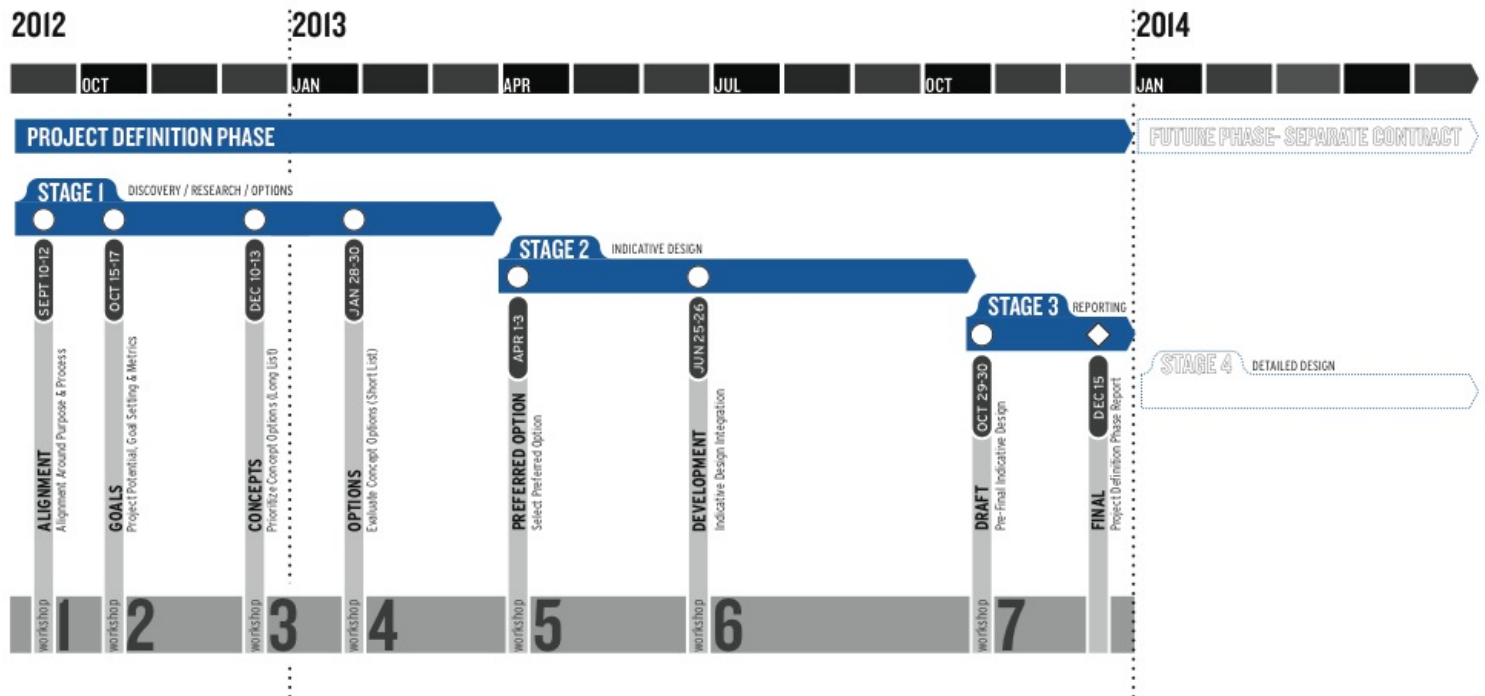 2012
2013
2014
OCT
JAN
APR
JUL
OCT
JAN
PROJECT DEFINITION PHASE
FUTURE PHASE- SEPARATE CONTRACT
STAGE 1
DISCOVERY / RESEARCH / OPTIONS
STAGE 2
INDICATIVE DESIGN
STAGE 3
REPORTING
STAGE 4
DETAILED DESIGN
SEPT 10-12
ALIGNMENT
Alignment Around Purpose & Process
OCT 15-17
GOALS
Project Potential, Goal Setting & Metrics
DEC 10-13
CONCEPTS
Prioritize Concept Options (Long List)
JAN 28-30
OPTIONS
Evaluate Concept Options (Short List)
APR 1-3
PREFERRED OPTION
Select Preferred Option
JUN 25-26
DEVELOPMENT
Indicative Design Integration
OCT 29-30
DRAFT
Pre-Final Indicative Design
DEC 15
FINAL
Project Definition Phase Report
workshop 1
workshop 2
workshop 3
workshop 4
workshop 5
workshop 6
workshop 7